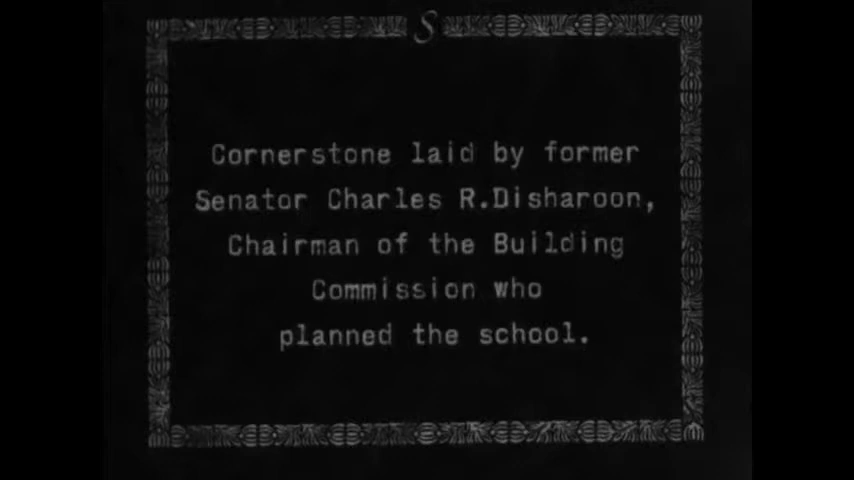 S
Cornerstone laid by former
Senator Charles R.Disharoon,
Chairman of the Building
Commission who
planned the school.